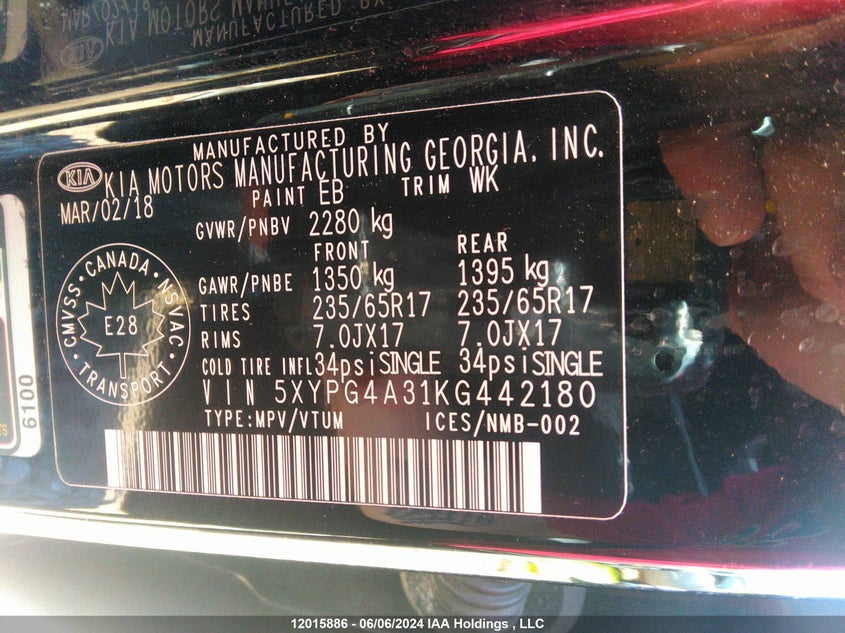 MANUFACTURED BY
KIA KIA MOTORS MANUFACTURING GEORGIA, INC.
MAR/02/18 PAINT EB TRIM WK
GVWR/PNBV 2280 kg
FRONT REAR
GAWR/PNBE 1350 kg 1395 kg
TIRES 235/65R17 235/65R17
RIMS 7.0JX17 7.0JX17
COLD TIRE INFL 34psi SINGLE 34psi SINGLE
VIN 5XYPG4A31KG442180
TYPE:MPV/VTUM ICES/NMB-002
CMVSS • CANADA • NSVAC • TRANSPORT •
E28
6100
12015886 - 06/06/2024 IAA Holdings , LLC